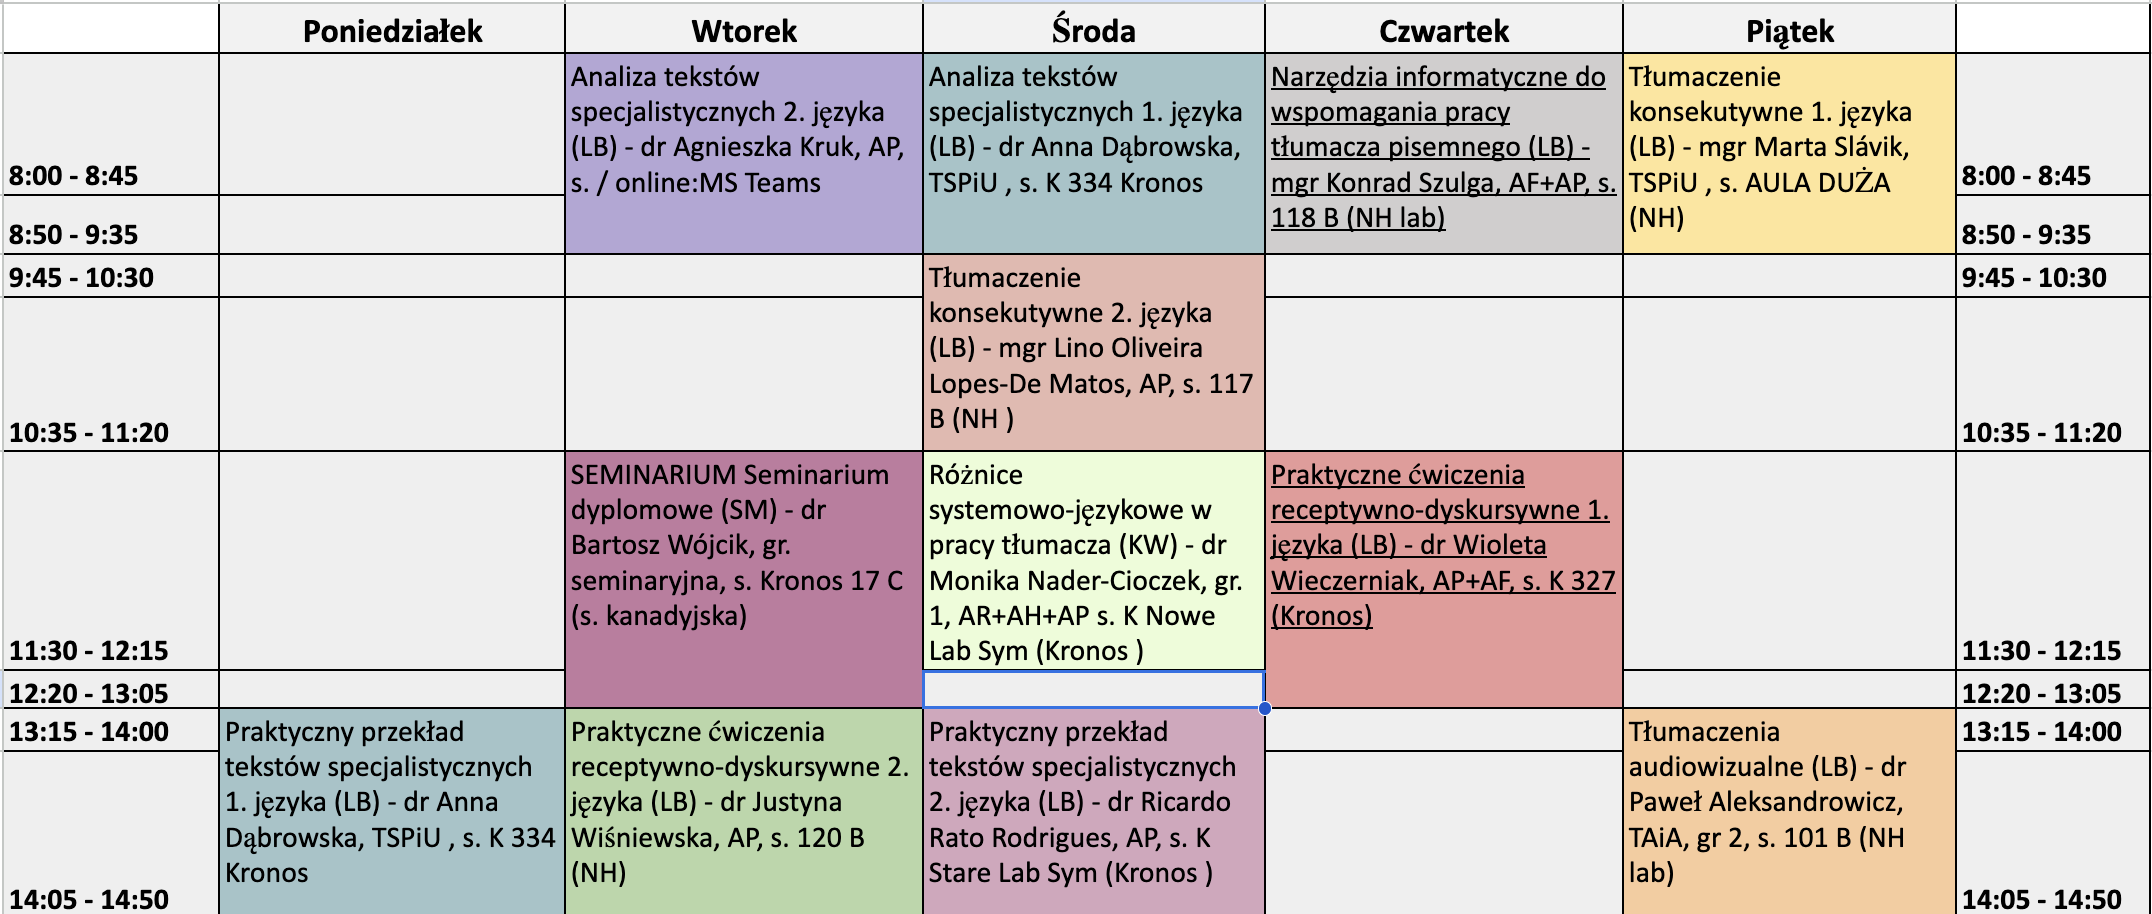 Poniedziałek
Wtorek
Środa
Czwartek
Piątek
8:00 - 8:45
Analiza tekstów
specjalistycznych 2. języka
(LB) - dr Agnieszka Kruk, AP,
s. / online:MS Teams
Analiza tekstów
specjalistycznych 1. języka
(LB) - dr Anna Dąbrowska,
TSPiU , s. K 334 Kronos
Narzędzia informatyczne do
wspomagania pracy
tłumacza pisemnego (LB) -
mgr Konrad Szulga, AF+AP, s.
118 B (NH lab)
Tłumaczenie
konsekutywne 1. języka
(LB) - mgr Marta Slávik,
TSPiU , s. AULA DUŻA
(NH)
8:00 - 8:45
8:50 - 9:35
8:50 - 9:35
9:45 - 10:30
Tłumaczenie
konsekutywne 2. języka
(LB) - mgr Lino Oliveira
Lopes-De Matos, AP, s. 117
B (NH )
9:45 - 10:30
10:35 - 11:20
10:35 - 11:20
11:30 - 12:15
SEMINARIUM Seminarium
dyplomowe (SM) - dr
Bartosz Wójcik, gr.
seminaryjna, s. Kronos 17 C
(s. kanadyjska)
Różnice
systemowo-językowe w
pracy tłumacza (KW) - dr
Monika Nader-Cioczek, gr.
1, AR+AH+AP s. K Nowe
Lab Sym (Kronos )
Praktyczne ćwiczenia
receptywno-dyskursywne 1.
języka (LB) - dr Wioleta
Wieczerniak, AP+AF, s. K 327
(Kronos)
11:30 - 12:15
12:20 - 13:05
12:20 - 13:05
13:15 - 14:00
Praktyczny przekład
tekstów specjalistycznych
1. języka (LB) - dr Anna
Dąbrowska, TSPiU , s. K 334
Kronos
Praktyczne ćwiczenia
receptywno-dyskursywne 2.
języka (LB) - dr Justyna
Wiśniewska, AP, s. 120 B
(NH)
Praktyczny przekład
tekstów specjalistycznych
2. języka (LB) - dr Ricardo
Rato Rodrigues, AP, s. K
Stare Lab Sym (Kronos )
Tłumaczenia
audiowizualne (LB) - dr
Paweł Aleksandrowicz,
TAiA, gr 2, s. 101 B (NH
lab)
13:15 - 14:00
14:05 - 14:50
14:05 - 14:50